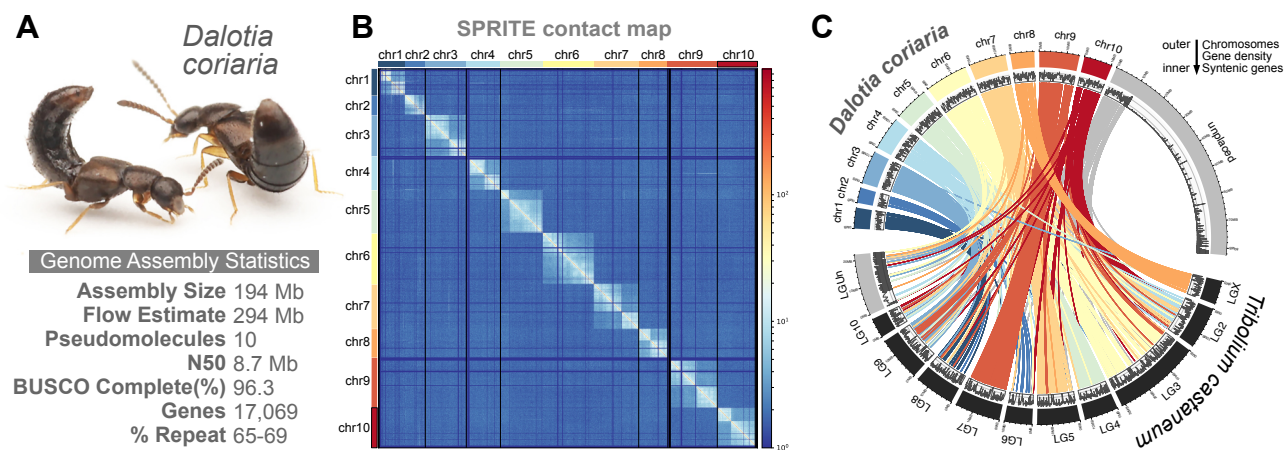 A
Dalotia
coriaria
Genome Assembly Statistics
Assembly Size 194 Mb
Flow Estimate 294 Mb
Pseudomolecules 10
N50 8.7 Mb
BUSCO Complete(%) 96.3
Genes 17,069
% Repeat 65-69
B
SPRITE contact map
chr1 chr2 chr3 chr4 chr5 chr6 chr7 chr8 chr9 chr10
chr1
chr2
chr3
chr4
chr5
chr6
chr7
chr8
chr9
chr10
10²
10¹
10⁰
C
Dalotia coriaria
chr1
chr2
chr3
chr4
chr5
chr6
chr7
chr8
chr9
chr10
unplaced
outer
inner
Chromosomes
Gene density
Syntenic genes
Tribolium castaneum
LGX
LG2
LG3
LG4
LG5
LG6
LG7
LG8
LG9
LG10
LGUn